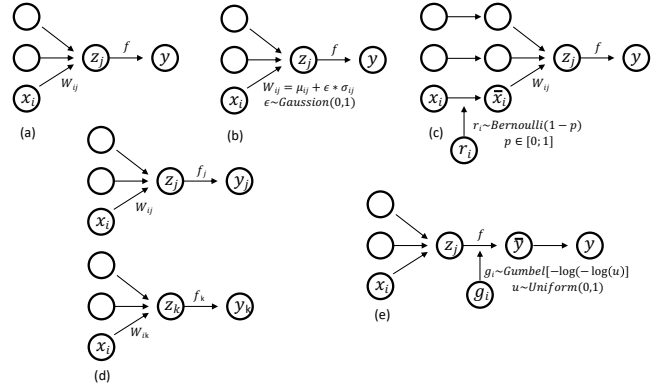 x_i
W_ij
z_j
f
y
(a)
x_i
z_j
f
y
W_ij = μ_ij + ϵ * σ_ij
ϵ~Gaussion(0,1)
(b)
x_i
x̄_i
W_ij
z_j
f
y
r_i~Bernoulli(1 − p)
p ∈ [0; 1]
r_i
(c)
x_i
W_ij
z_j
f_j
y_j
x_i
W_ik
z_k
f_k
y_k
(d)
x_i
z_j
f
ȳ
y
g_i~Gumbel[−log(−log(u)]
u~Uniform(0,1)
g_i
(e)